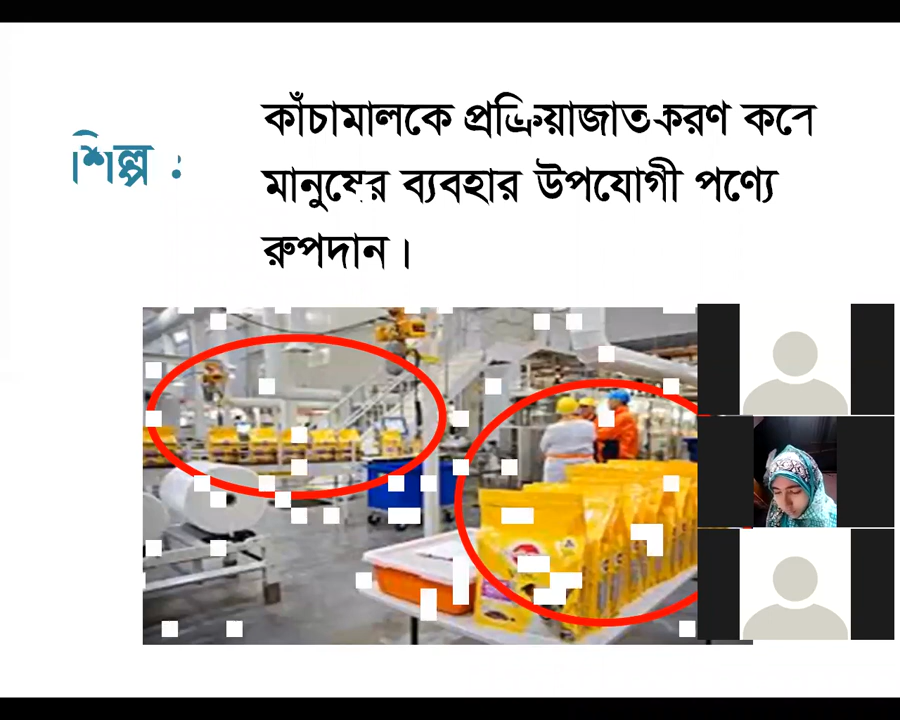 শিল্প :
কাঁচামালকে প্রক্রিয়াজাতকরণ করে
মানুষের ব্যবহার উপযোগী পণ্যে
রুপদান।